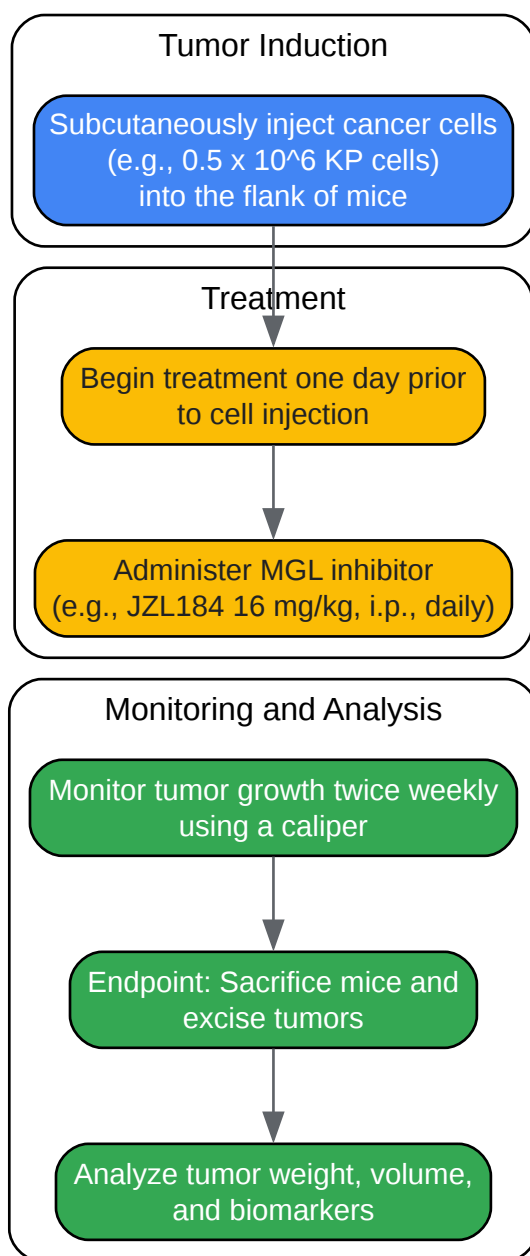 Tumor Induction
Subcutaneously inject cancer cells
(e.g., 0.5 x 10^6 KP cells)
into the flank of mice
Treatment
Begin treatment one day prior
to cell injection
Administer MGL inhibitor
(e.g., JZL184 16 mg/kg, i.p., daily)
Monitoring and Analysis
Monitor tumor growth twice weekly
using a caliper
Endpoint: Sacrifice mice and
excise tumors
Analyze tumor weight, volume,
and biomarkers